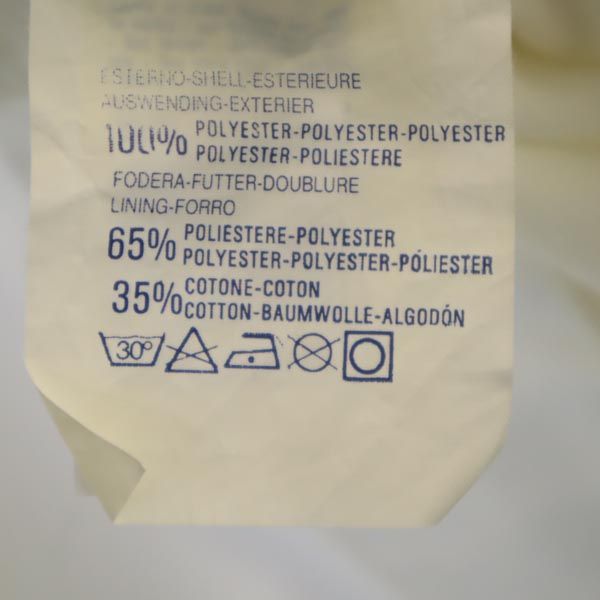 ESTERNO-SHELL-ESTERIEURE
AUSWENDING-EXTERIER
100% POLYESTER-POLYESTER-POLYESTER
POLYESTER-POLIESTERE
FODERA-FUTTER-DOUBLURE
LINING-FORRO
65% POLIESTERE-POLYESTER
POLYESTER-POLYESTER-PÓLIESTER
35% COTONE-COTON
COTTON-BAUMWOLLE-ALGODÓN
30°